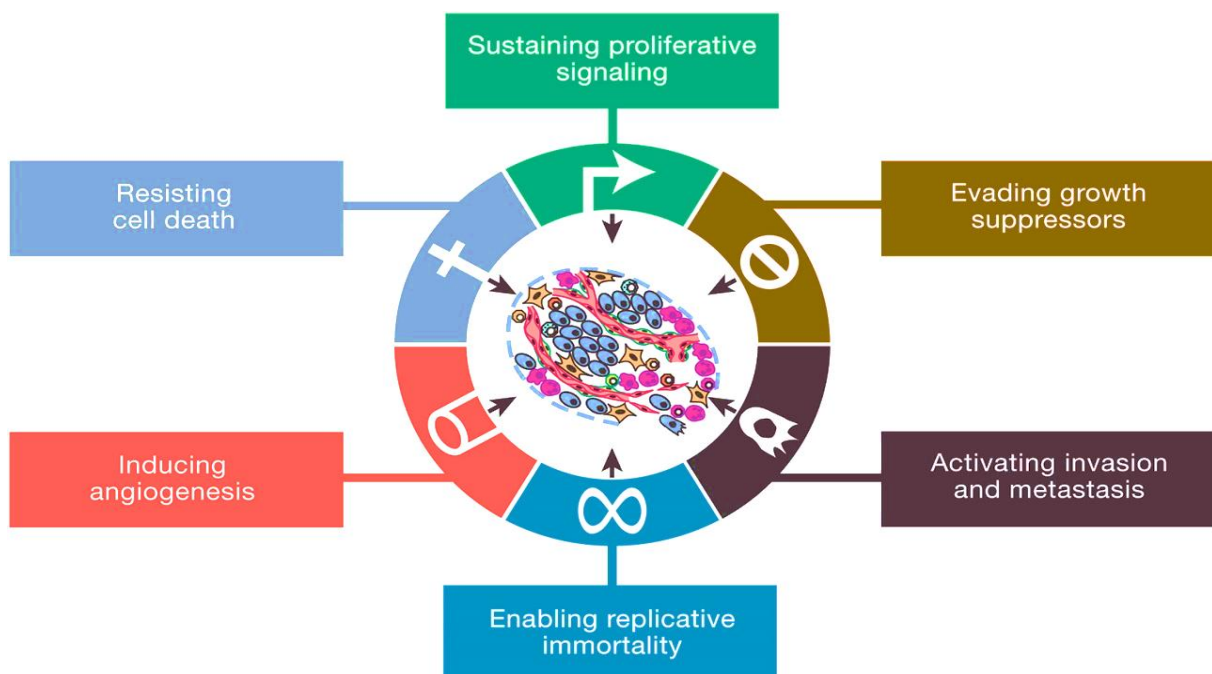 Sustaining proliferative
signaling
Resisting
cell death
Evading growth
suppressors
Inducing
angiogenesis
Activating invasion
and metastasis
Enabling replicative
immortality